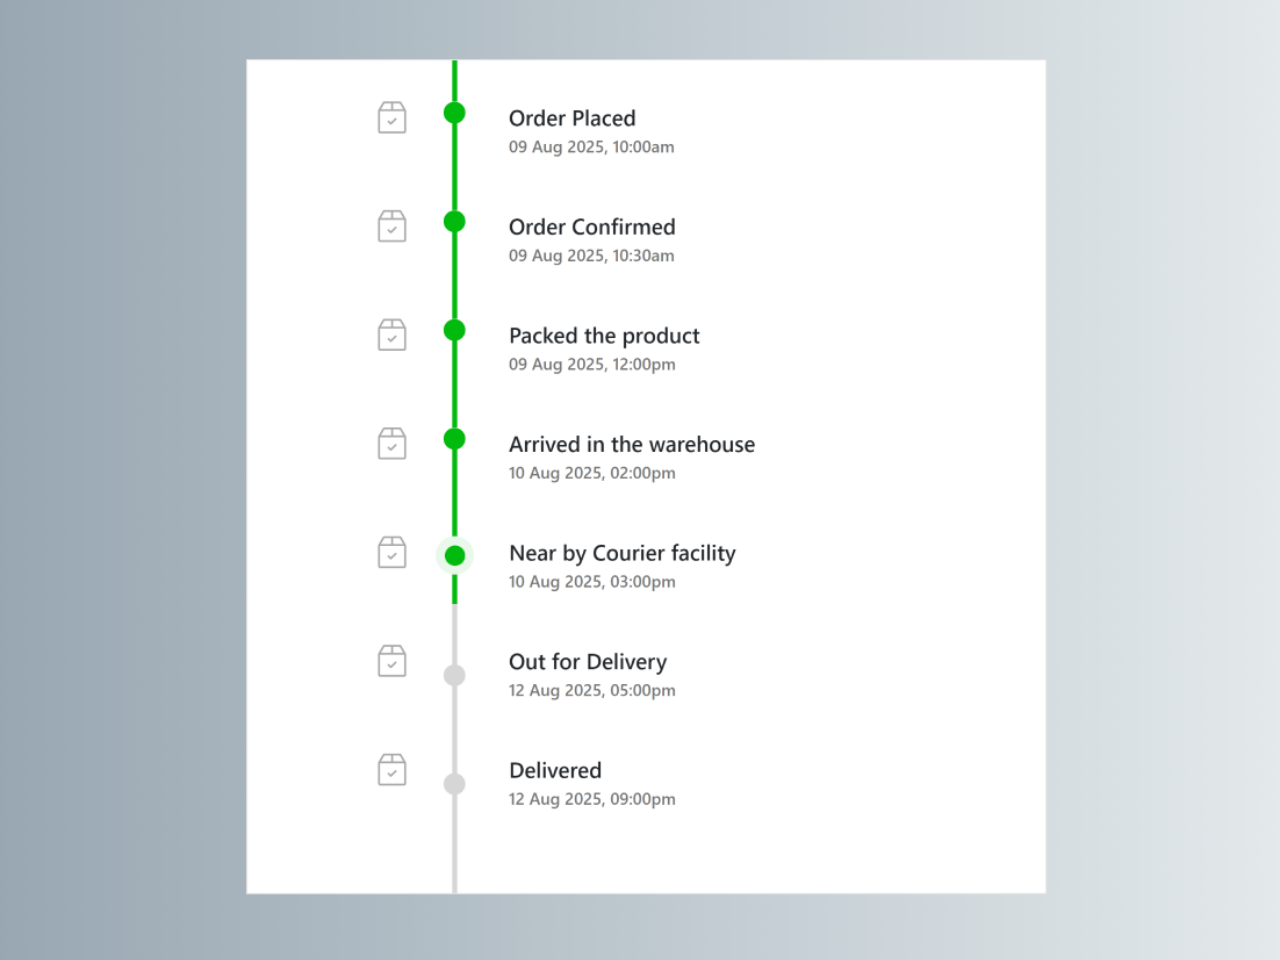 Order Placed
09 Aug 2025, 10:00am
Order Confirmed
09 Aug 2025, 10:30am
Packed the product
09 Aug 2025, 12:00pm
Arrived in the warehouse
10 Aug 2025, 02:00pm
Near by Courier facility
10 Aug 2025, 03:00pm
Out for Delivery
12 Aug 2025, 05:00pm
Delivered
12 Aug 2025, 09:00pm